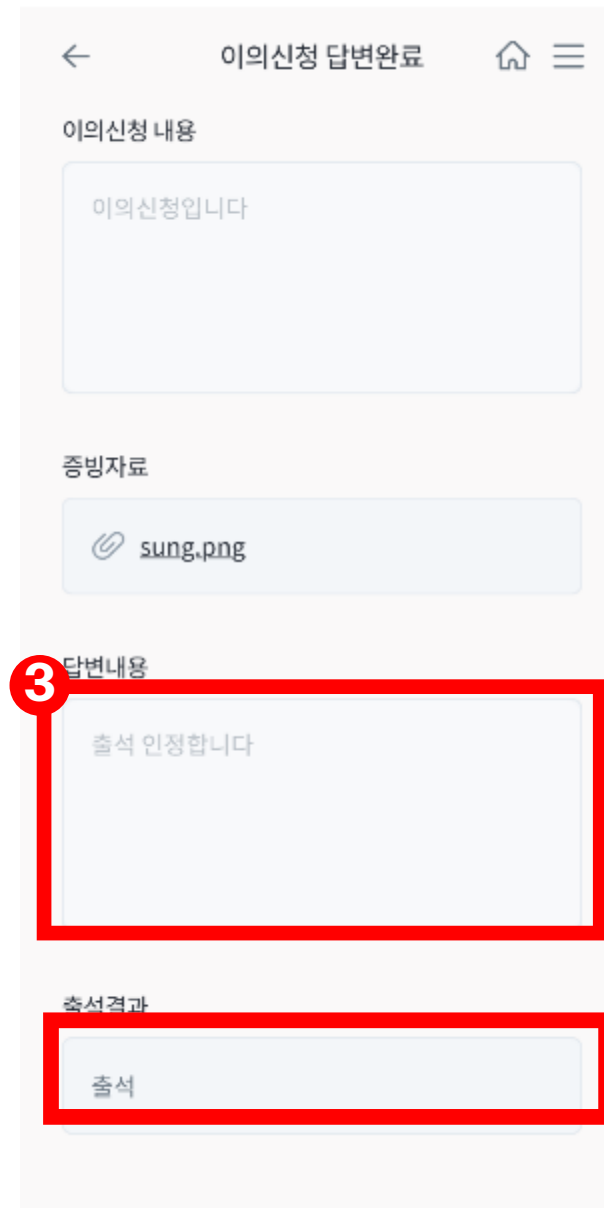 이의신청 답변완료
이의신청 내용
이의신청입니다
증빙자료
sung.png
답변내용
3
출석 인정합니다
출석결과
출석